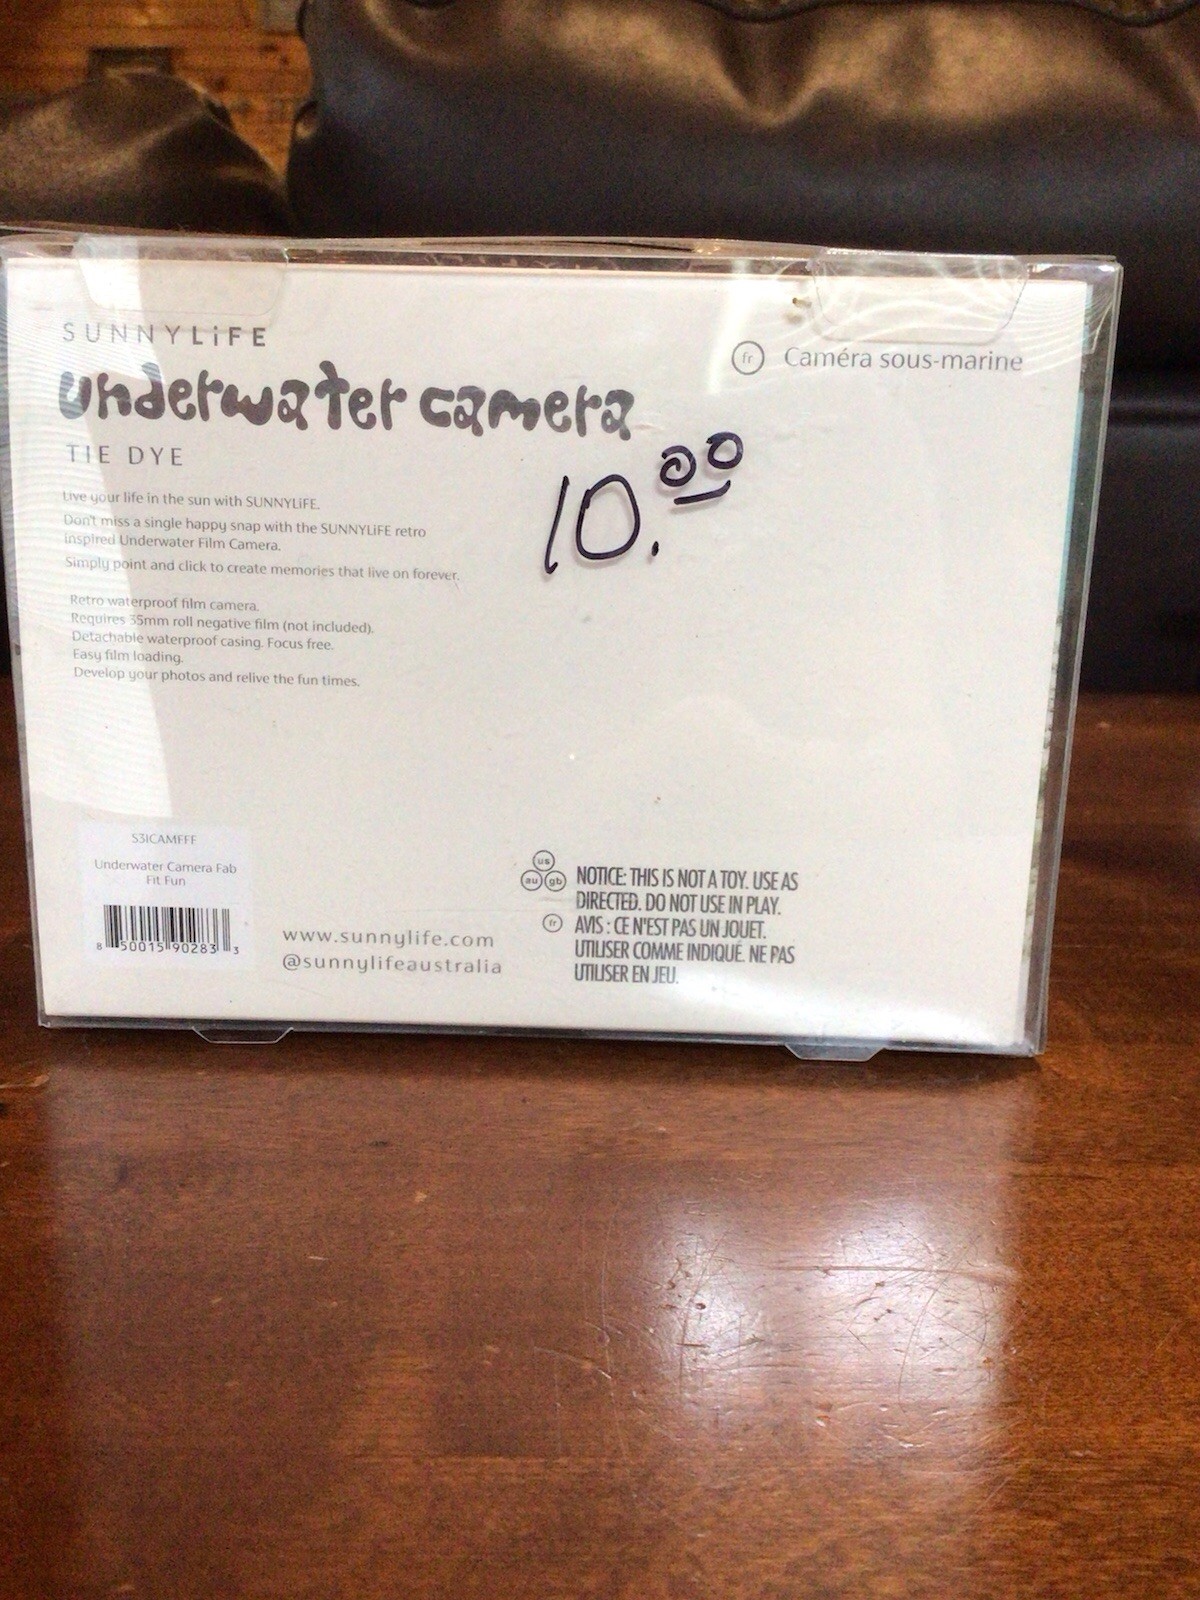 SUNNYLiFE
underwater camera
TIE DYE
fr Caméra sous-marine
10.00
Live your life in the sun with SUNNYLiFE.
Don't miss a single happy snap with the SUNNYLiFE retro
inspired Underwater Film Camera.
Simply point and click to create memories that live on forever.
Retro waterproof film camera.
Requires 35mm roll negative film (not included).
Detachable waterproof casing. Focus free.
Easy film loading.
Develop your photos and relive the fun times.
S3ICAMFFF
Underwater Camera Fab
Fit Fun
8 50015 90283 3
www.sunnylife.com
@sunnylifeaustralia
us
au gb
NOTICE: THIS IS NOT A TOY. USE AS
DIRECTED. DO NOT USE IN PLAY.
fr AVIS : CE N'EST PAS UN JOUET.
UTILISER COMME INDIQUÉ. NE PAS
UTILISER EN JEU.